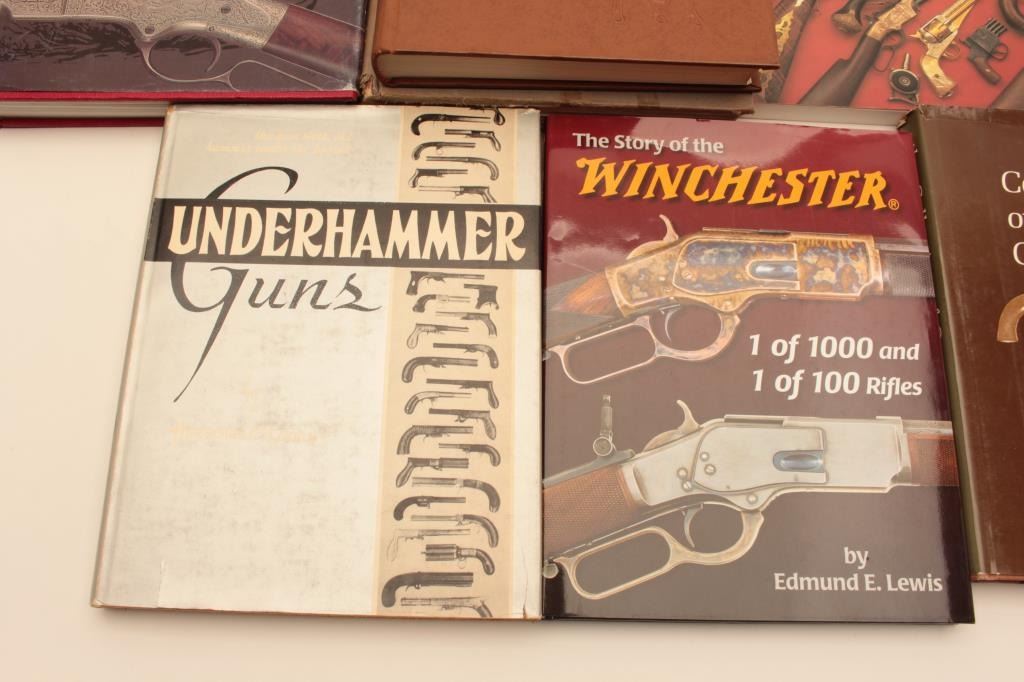 UNDERHAMMER
Guns
The Story of the
WINCHESTER®
1 of 1000 and
1 of 100 Rifles
by
Edmund E. Lewis